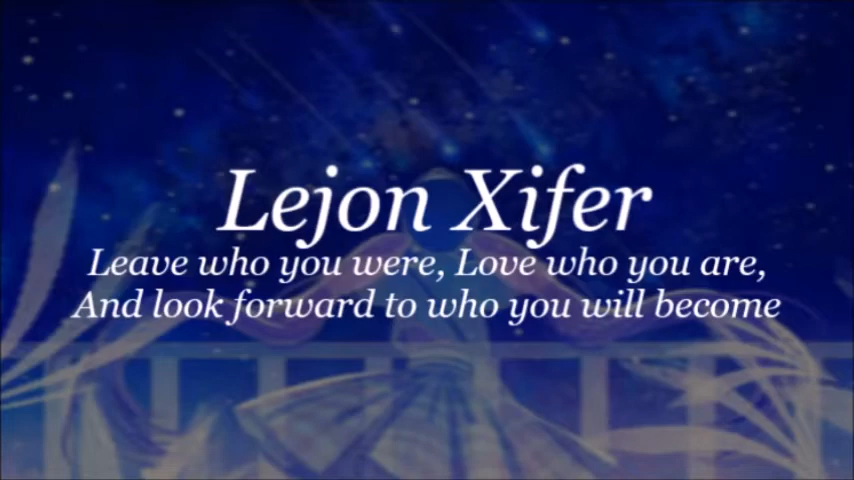 Lejon Xifer
Leave who you were, Love who you are,
And look forward to who you will become